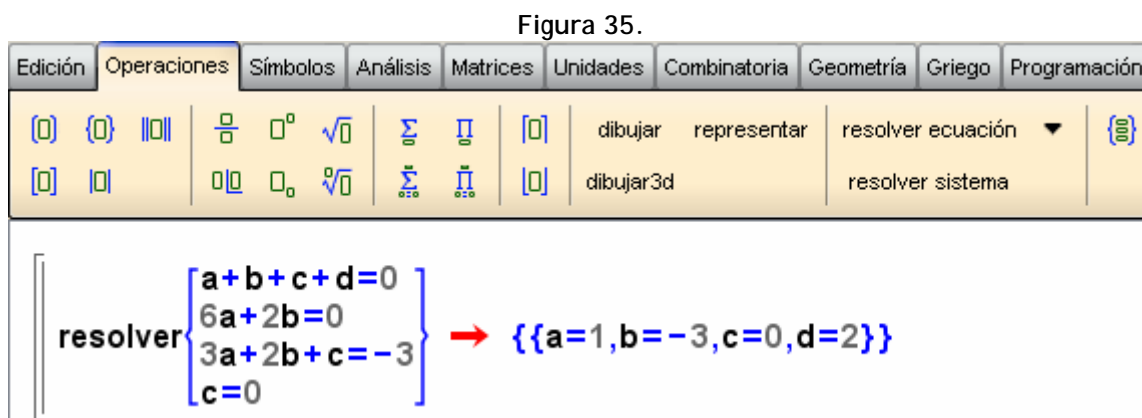 Figura 35.
Edición Operaciones Símbolos Análisis Matrices Unidades Combinatoria Geometría Griego Programación
dibujar representar resolver ecuación
dibujar3d resolver sistema
a+b+c+d=0
6a+2b=0
resolver → {{a=1,b=-3,c=0,d=2}}
3a+2b+c=-3
c=0